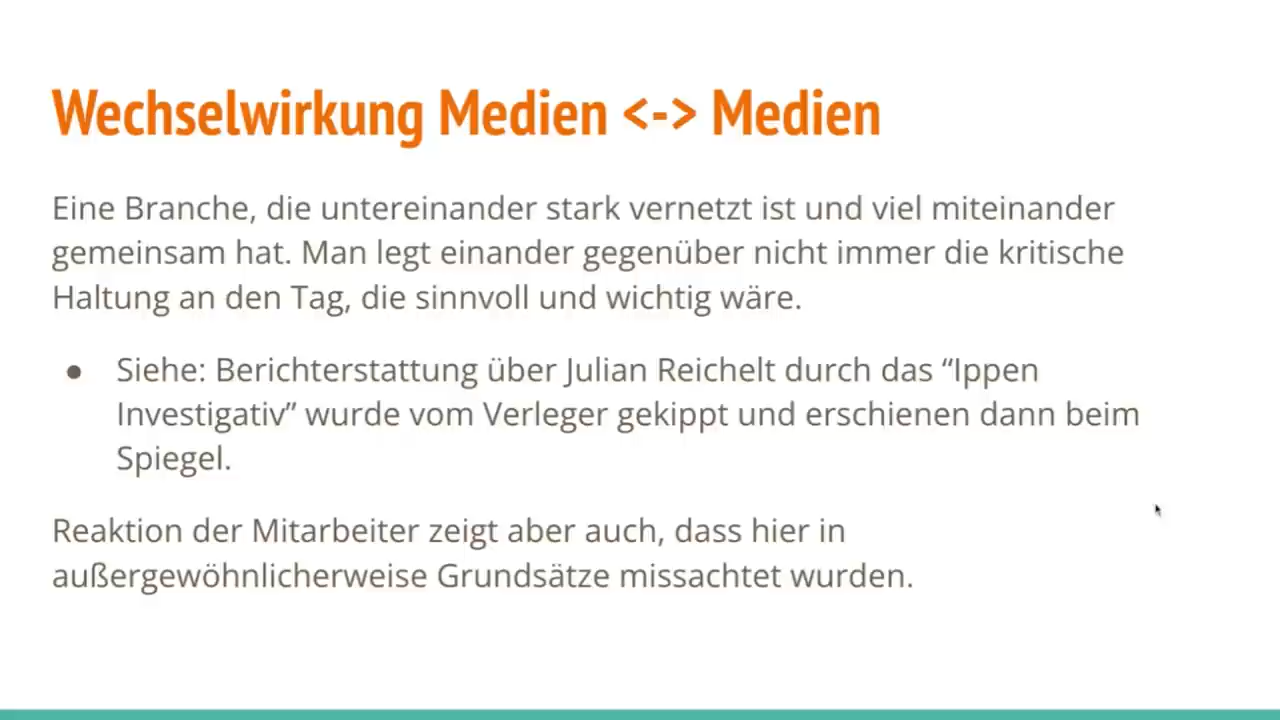 Wechselwirkung Medien <-> Medien
Eine Branche, die untereinander stark vernetzt ist und viel miteinander
gemeinsam hat. Man legt einander gegenüber nicht immer die kritische
Haltung an den Tag, die sinnvoll und wichtig wäre.
● Siehe: Berichterstattung über Julian Reichelt durch das “Ippen
Investigativ” wurde vom Verleger gekippt und erschienen dann beim
Spiegel.
Reaktion der Mitarbeiter zeigt aber auch, dass hier in
außergewöhnlicherweise Grundsätze missachtet wurden.